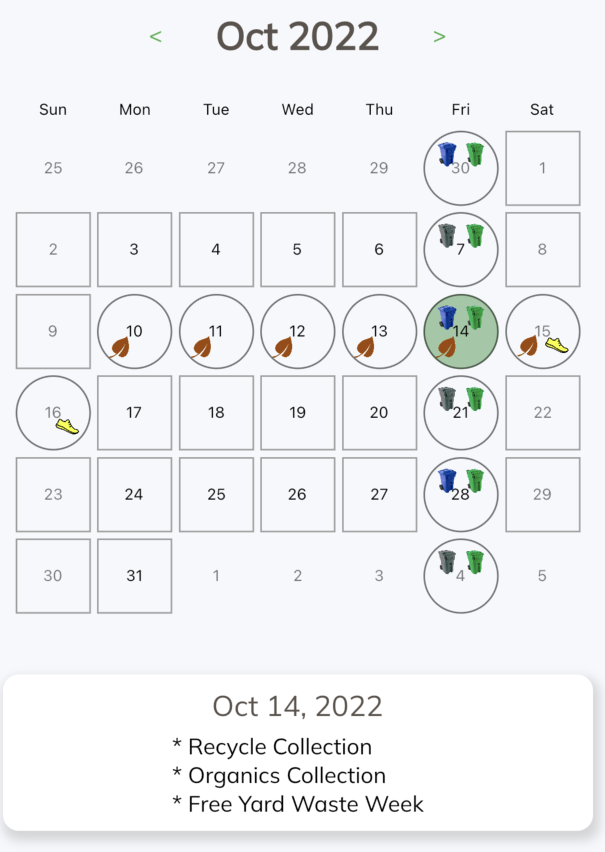 < Oct 2022 >
Sun Mon Tue Wed Thu Fri Sat
25 26 27 28 29 30 1
2 3 4 5 6 7 8
9 10 11 12 13 14 15
16 17 18 19 20 21 22
23 24 25 26 27 28 29
30 31 1 2 3 4 5
Oct 14, 2022
* Recycle Collection
* Organics Collection
* Free Yard Waste Week